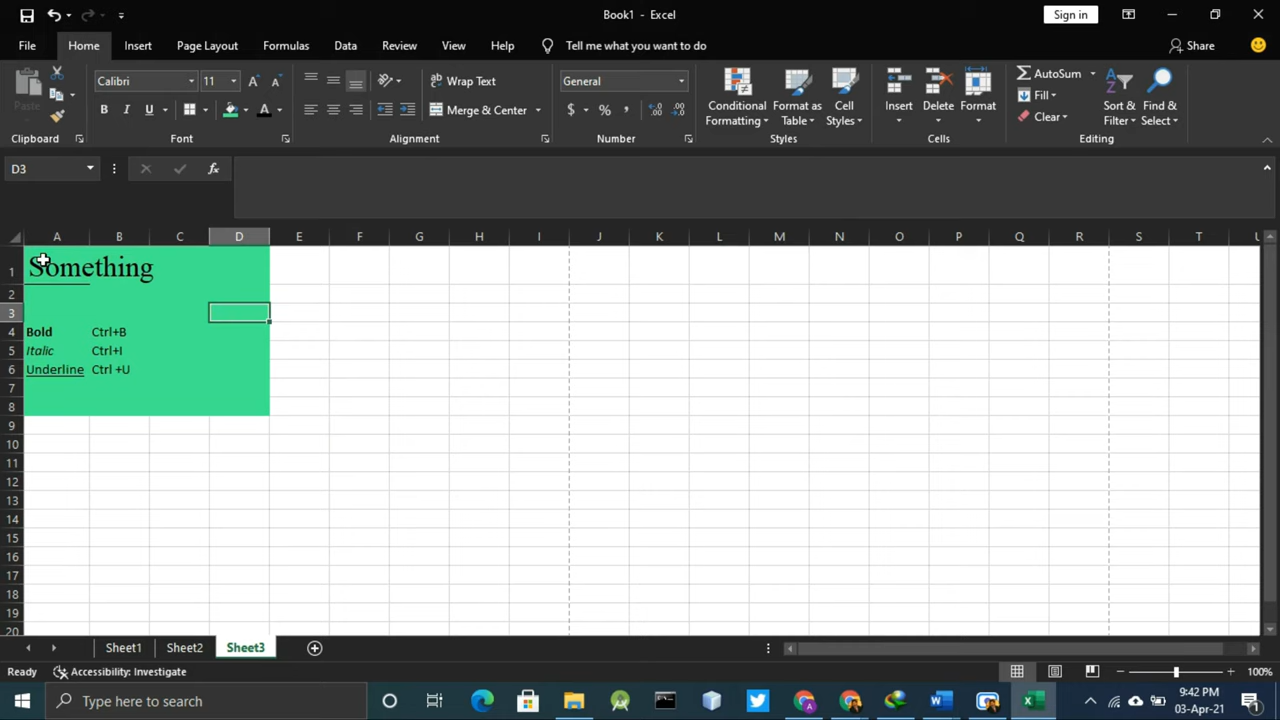 Book1 - Excel
Sign in
File Home Insert Page Layout Formulas Data Review View Help Tell me what you want to do Share
Paste Calibri 11 Wrap Text General Conditional Formatting Format as Table Cell Styles Insert Delete Format AutoSum Sort & Filter Find & Select
B I U Merge & Center $ % , Fill
Clear
Clipboard Font Alignment Number Styles Cells Editing
D3 fx
A B C D E F G H I J K L M N O P Q R S T U
1 Something
2
3
4 Bold Ctrl+B
5 Italic Ctrl+I
6 Underline Ctrl +U
7
8
9
10
11
12
13
14
15
16
17
18
19
20
Sheet1 Sheet2 Sheet3
Ready Accessibility: Investigate 100%
Type here to search 9:42 PM
03-Apr-21 1